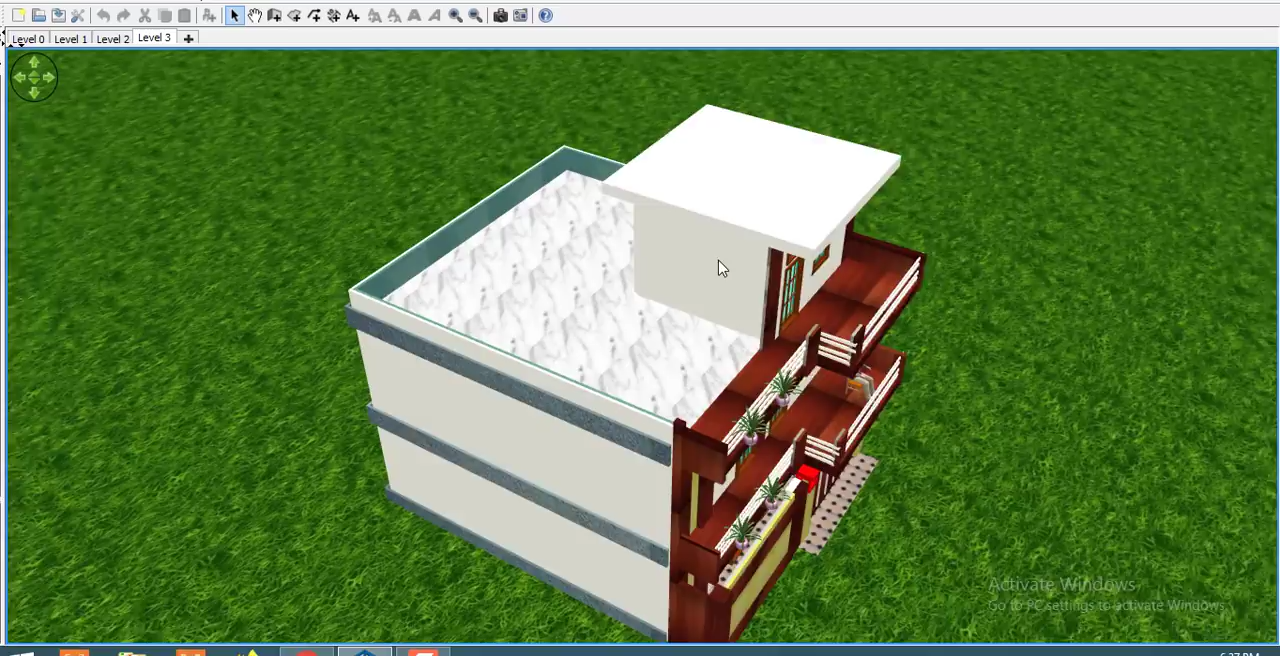 Level 0 Level 1 Level 2 Level 3
Activate Windows
Go to PC settings to activate Windows.